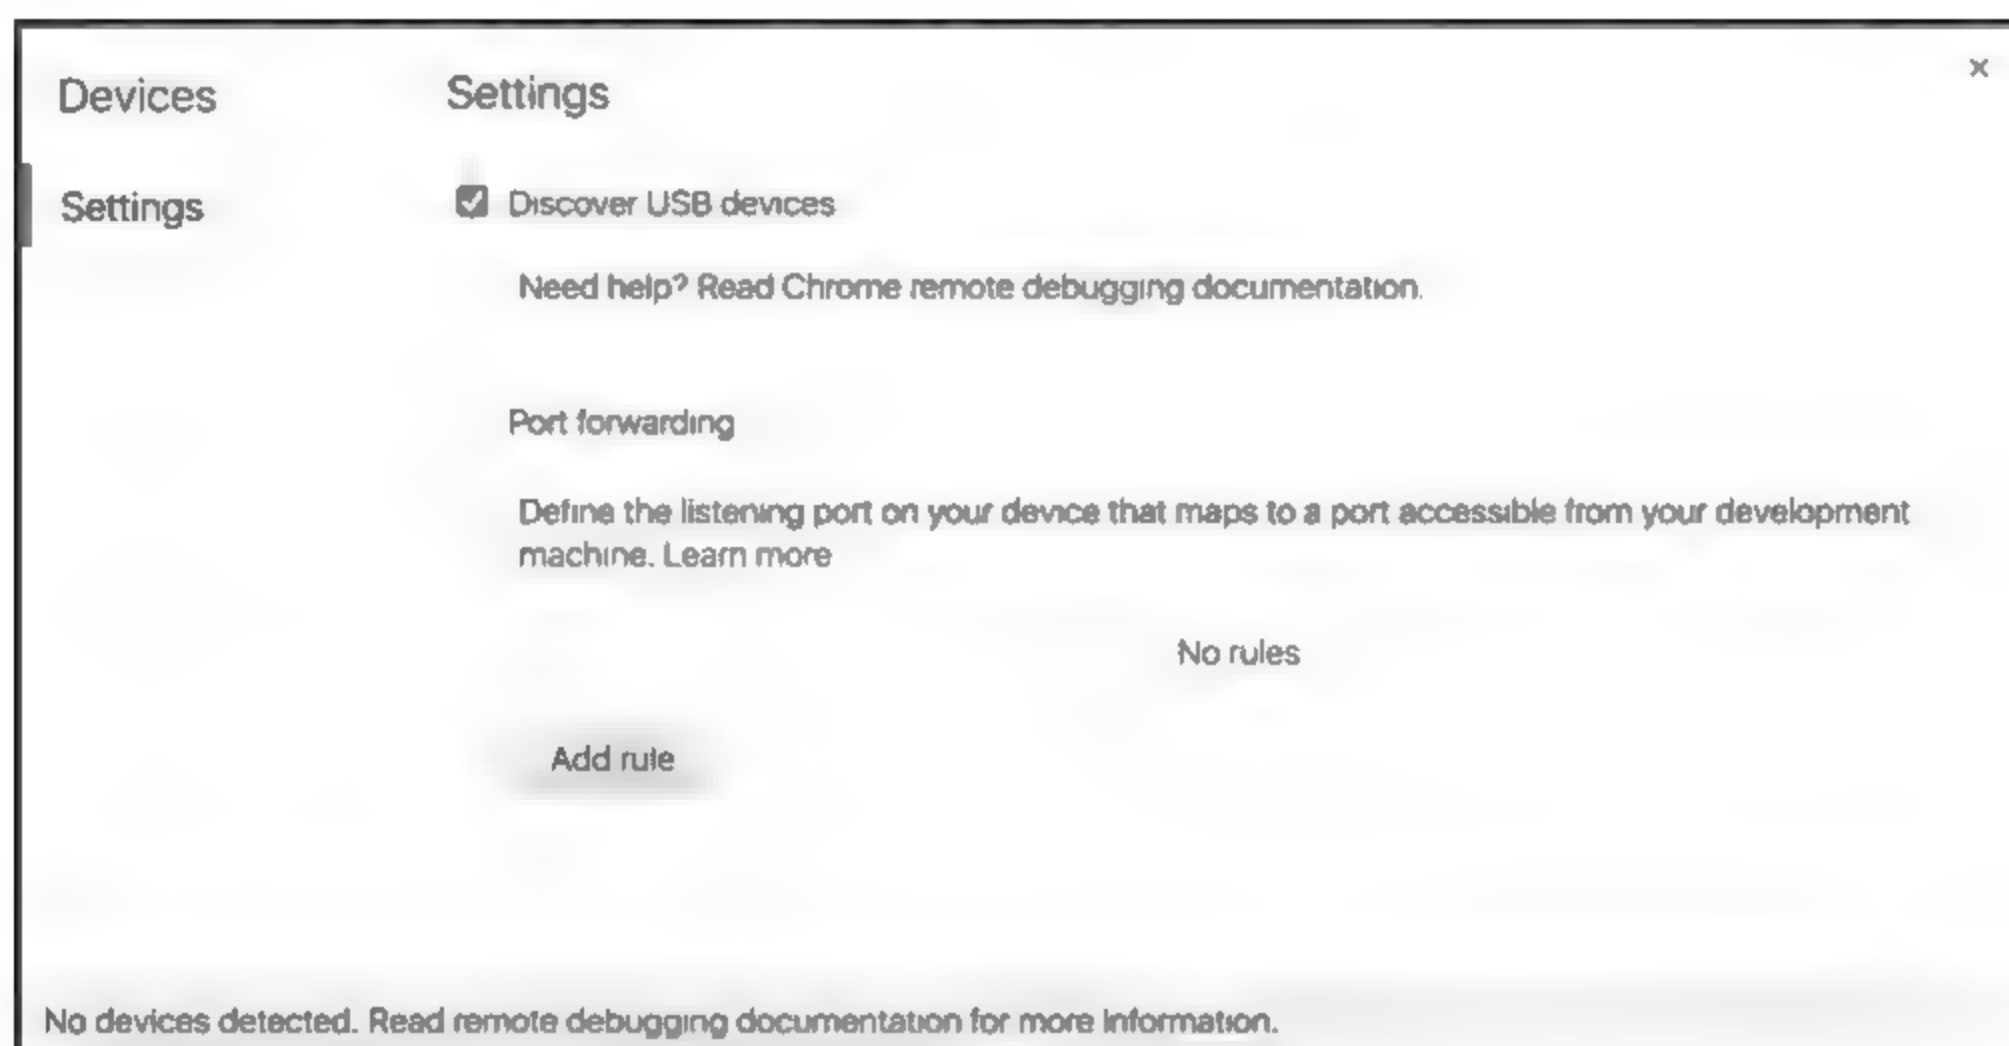 Devices
Settings
Settings
Discover USB devices
Need help? Read Chrome remote debugging documentation.
Port forwarding
Define the listening port on your device that maps to a port accessible from your development
machine. Learn more
No rules
Add rule
No devices detected. Read remote debugging documentation for more information.